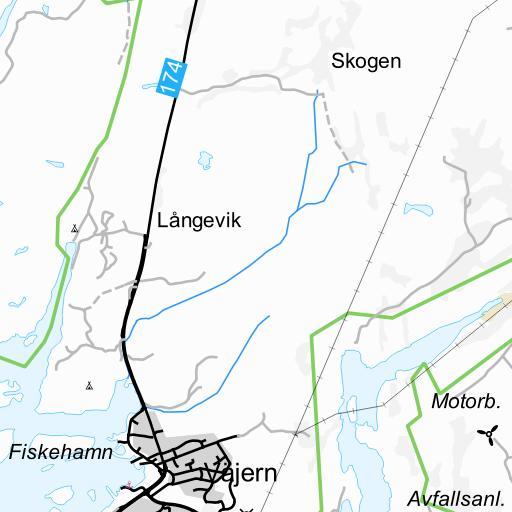 Skogen
174
Långevik
Motorb.
Fiskehamn
Väjern
Avfallsanl.